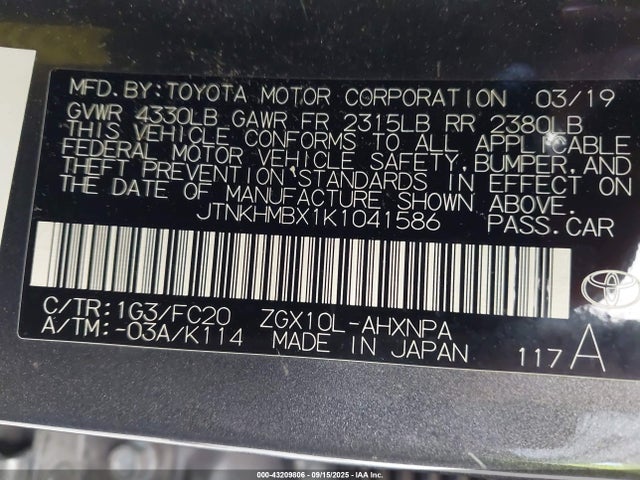 MFD.BY:TOYOTA MOTOR CORPORATION 03/19
GVWR 4330LB GAWR FR 2315LB RR 2380LB
THIS VEHICLE CONFORMS TO ALL APPLICABLE
FEDERAL MOTOR VEHICLE SAFETY,BUMPER,AND
THEFT PREVENTION STANDARDS IN EFFECT ON
THE DATE OF MANUFACTURE SHOWN ABOVE.
JTNKHMBX1K1041586 PASS.CAR
C/TR:1G3/FC20 ZGX10L-AHXNPA
A/TM:-03A/K114 MADE IN JAPAN 117A
000-43209806 - 09/15/2025 - IAA Inc.